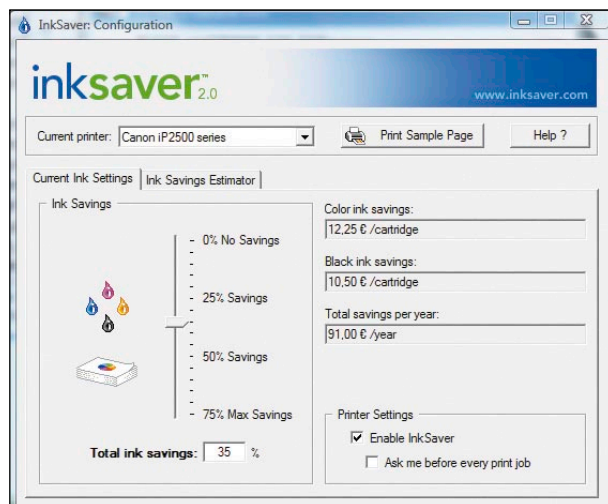 InkSaver: Configuration
inksaver™ 2.0
www.inksaver.com
Current printer: Canon iP2500 series Print Sample Page Help ?
Current Ink Settings Ink Savings Estimator
Ink Savings
0% No Savings
25% Savings
50% Savings
75% Max Savings
Total ink savings: 35 %
Color ink savings:
12,25 € /cartridge
Black ink savings:
10,50 € /cartridge
Total savings per year:
91,00 € /year
Printer Settings
Enable InkSaver
Ask me before every print job